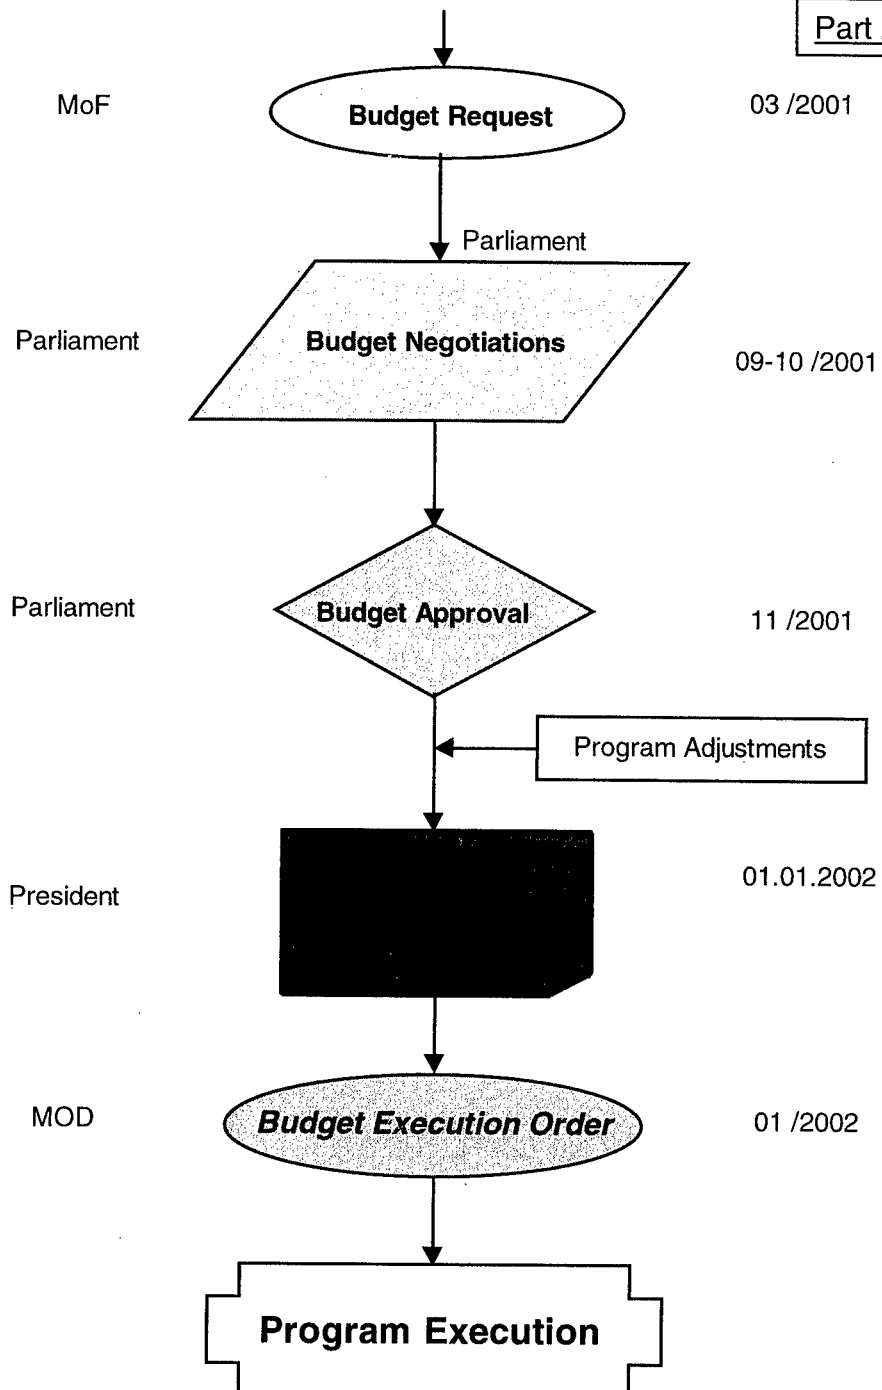 Part
MoF
Budget Request
03 /2001
Parliament
Parliament
Budget Negotiations
09-10 /2001
Parliament
Budget Approval
11 /2001
Program Adjustments
President
01.01.2002
MOD
Budget Execution Order
01 /2002
Program Execution